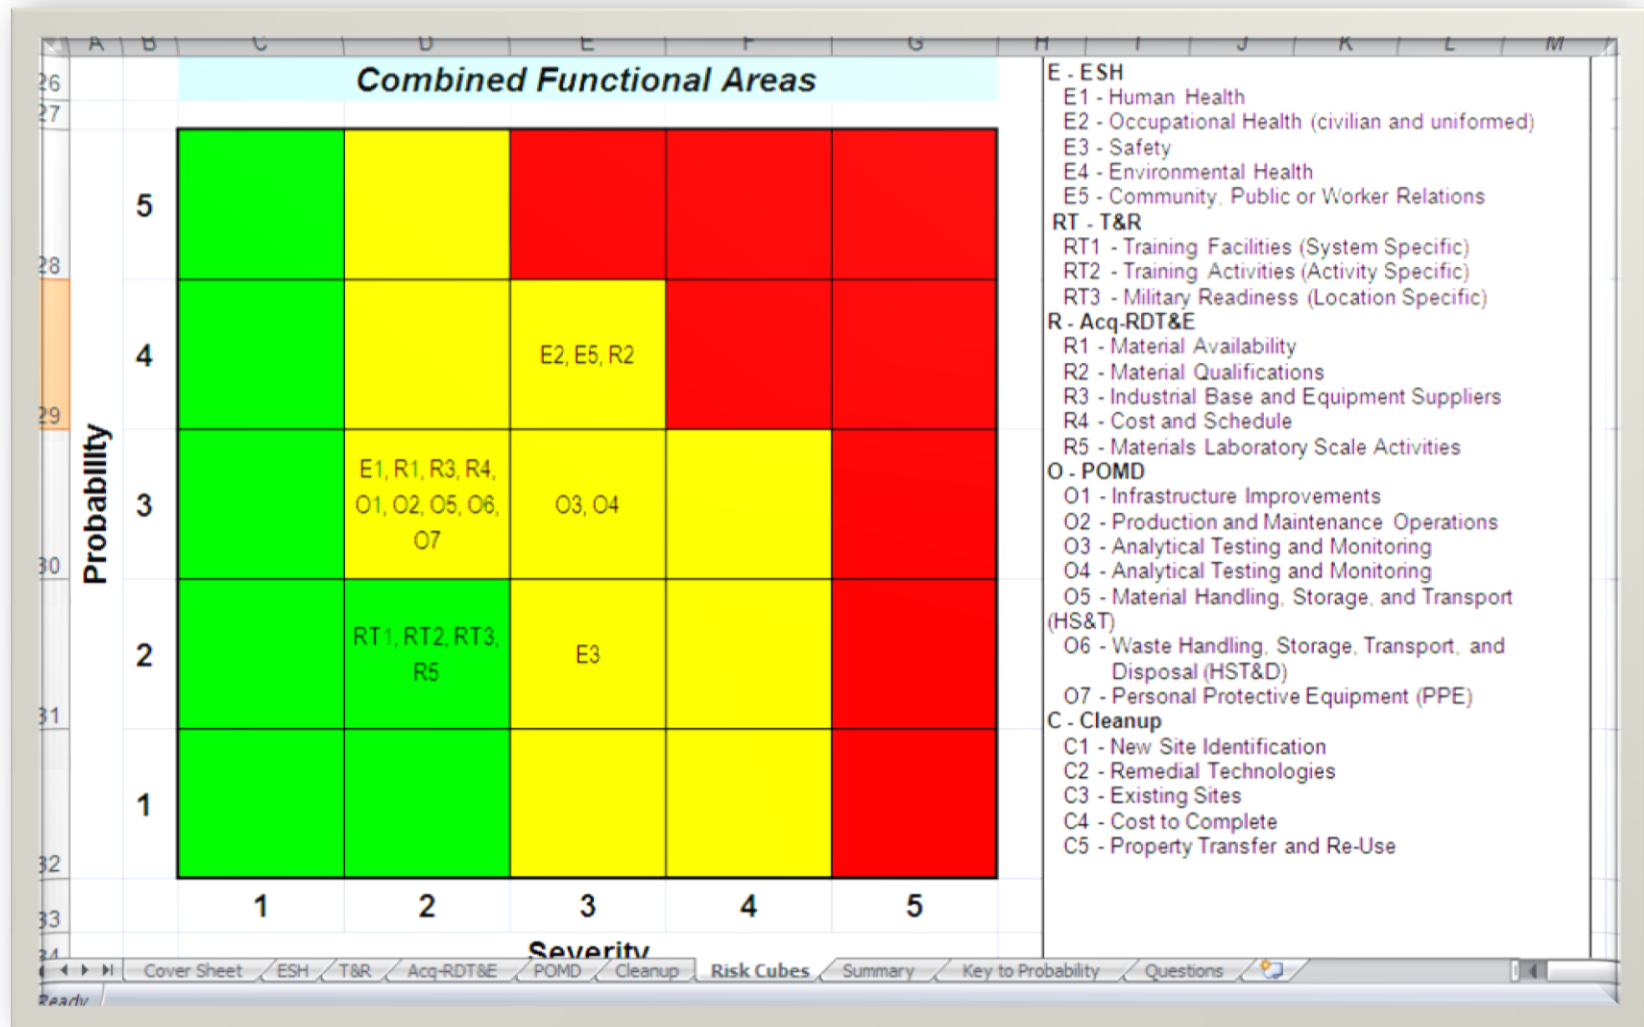 A B C D E F G H I J K L M
26
Combined Functional Areas
27
28
29
30
31
32
33
34
Probability
5
4
3
2
1
E2, E5, R2
E1, R1, R3, R4,
O1, O2, O5, O6,
O7
O3, O4
RT1, RT2, RT3,
R5
E3
1 2 3 4 5
Severity
E - ESH
E1 - Human Health
E2 - Occupational Health (civilian and uniformed)
E3 - Safety
E4 - Environmental Health
E5 - Community, Public or Worker Relations
RT - T&R
RT1 - Training Facilities (System Specific)
RT2 - Training Activities (Activity Specific)
RT3 - Military Readiness (Location Specific)
R - Acq-RDT&E
R1 - Material Availability
R2 - Material Qualifications
R3 - Industrial Base and Equipment Suppliers
R4 - Cost and Schedule
R5 - Materials Laboratory Scale Activities
O - POMD
O1 - Infrastructure Improvements
O2 - Production and Maintenance Operations
O3 - Analytical Testing and Monitoring
O4 - Analytical Testing and Monitoring
O5 - Material Handling, Storage, and Transport
(HS&T)
O6 - Waste Handling, Storage, Transport, and
Disposal (HST&D)
O7 - Personal Protective Equipment (PPE)
C - Cleanup
C1 - New Site Identification
C2 - Remedial Technologies
C3 - Existing Sites
C4 - Cost to Complete
C5 - Property Transfer and Re-Use
Cover Sheet ESH T&R Acq-RDT&E POMD Cleanup Risk Cubes Summary Key to Probability Questions
Ready